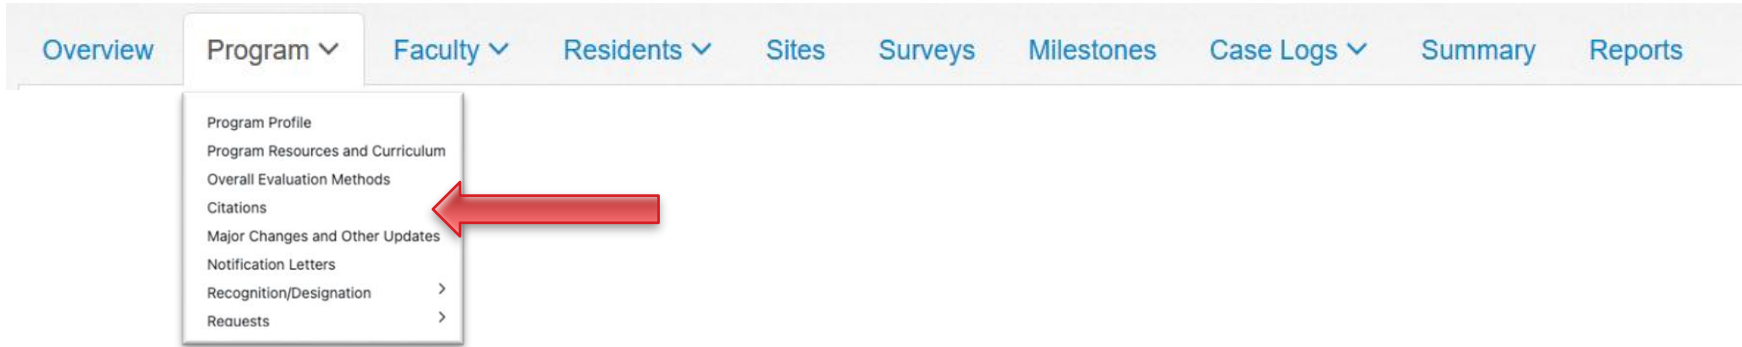 Overview Program Faculty Residents Sites Surveys Milestones Case Logs Summary Reports
Program Profile
Program Resources and Curriculum
Overall Evaluation Methods
Citations
Major Changes and Other Updates
Notification Letters
Recognition/Designation
Requests